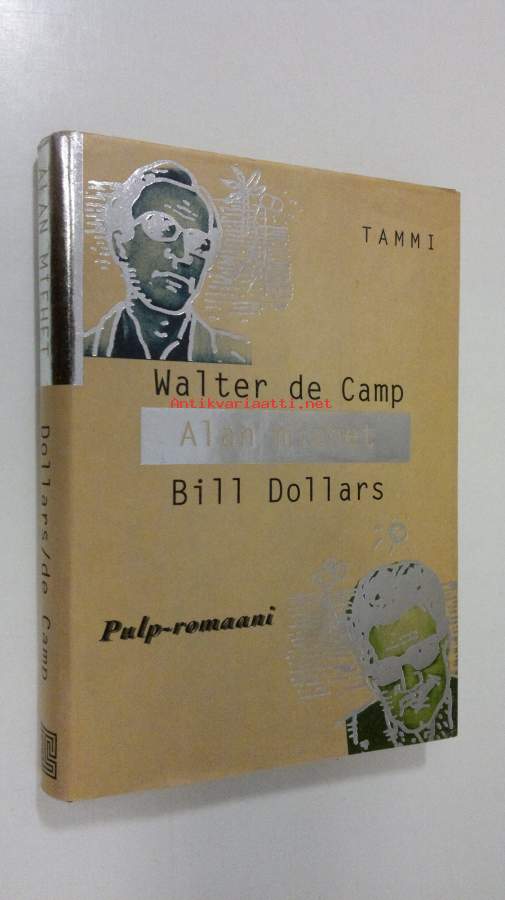 TAMMI
Walter de Camp
Antikvariaatti.net
Alan Miehet
Bill Dollars
Pulp-romaani
ALAN MIEHET
Dollars/de Camp